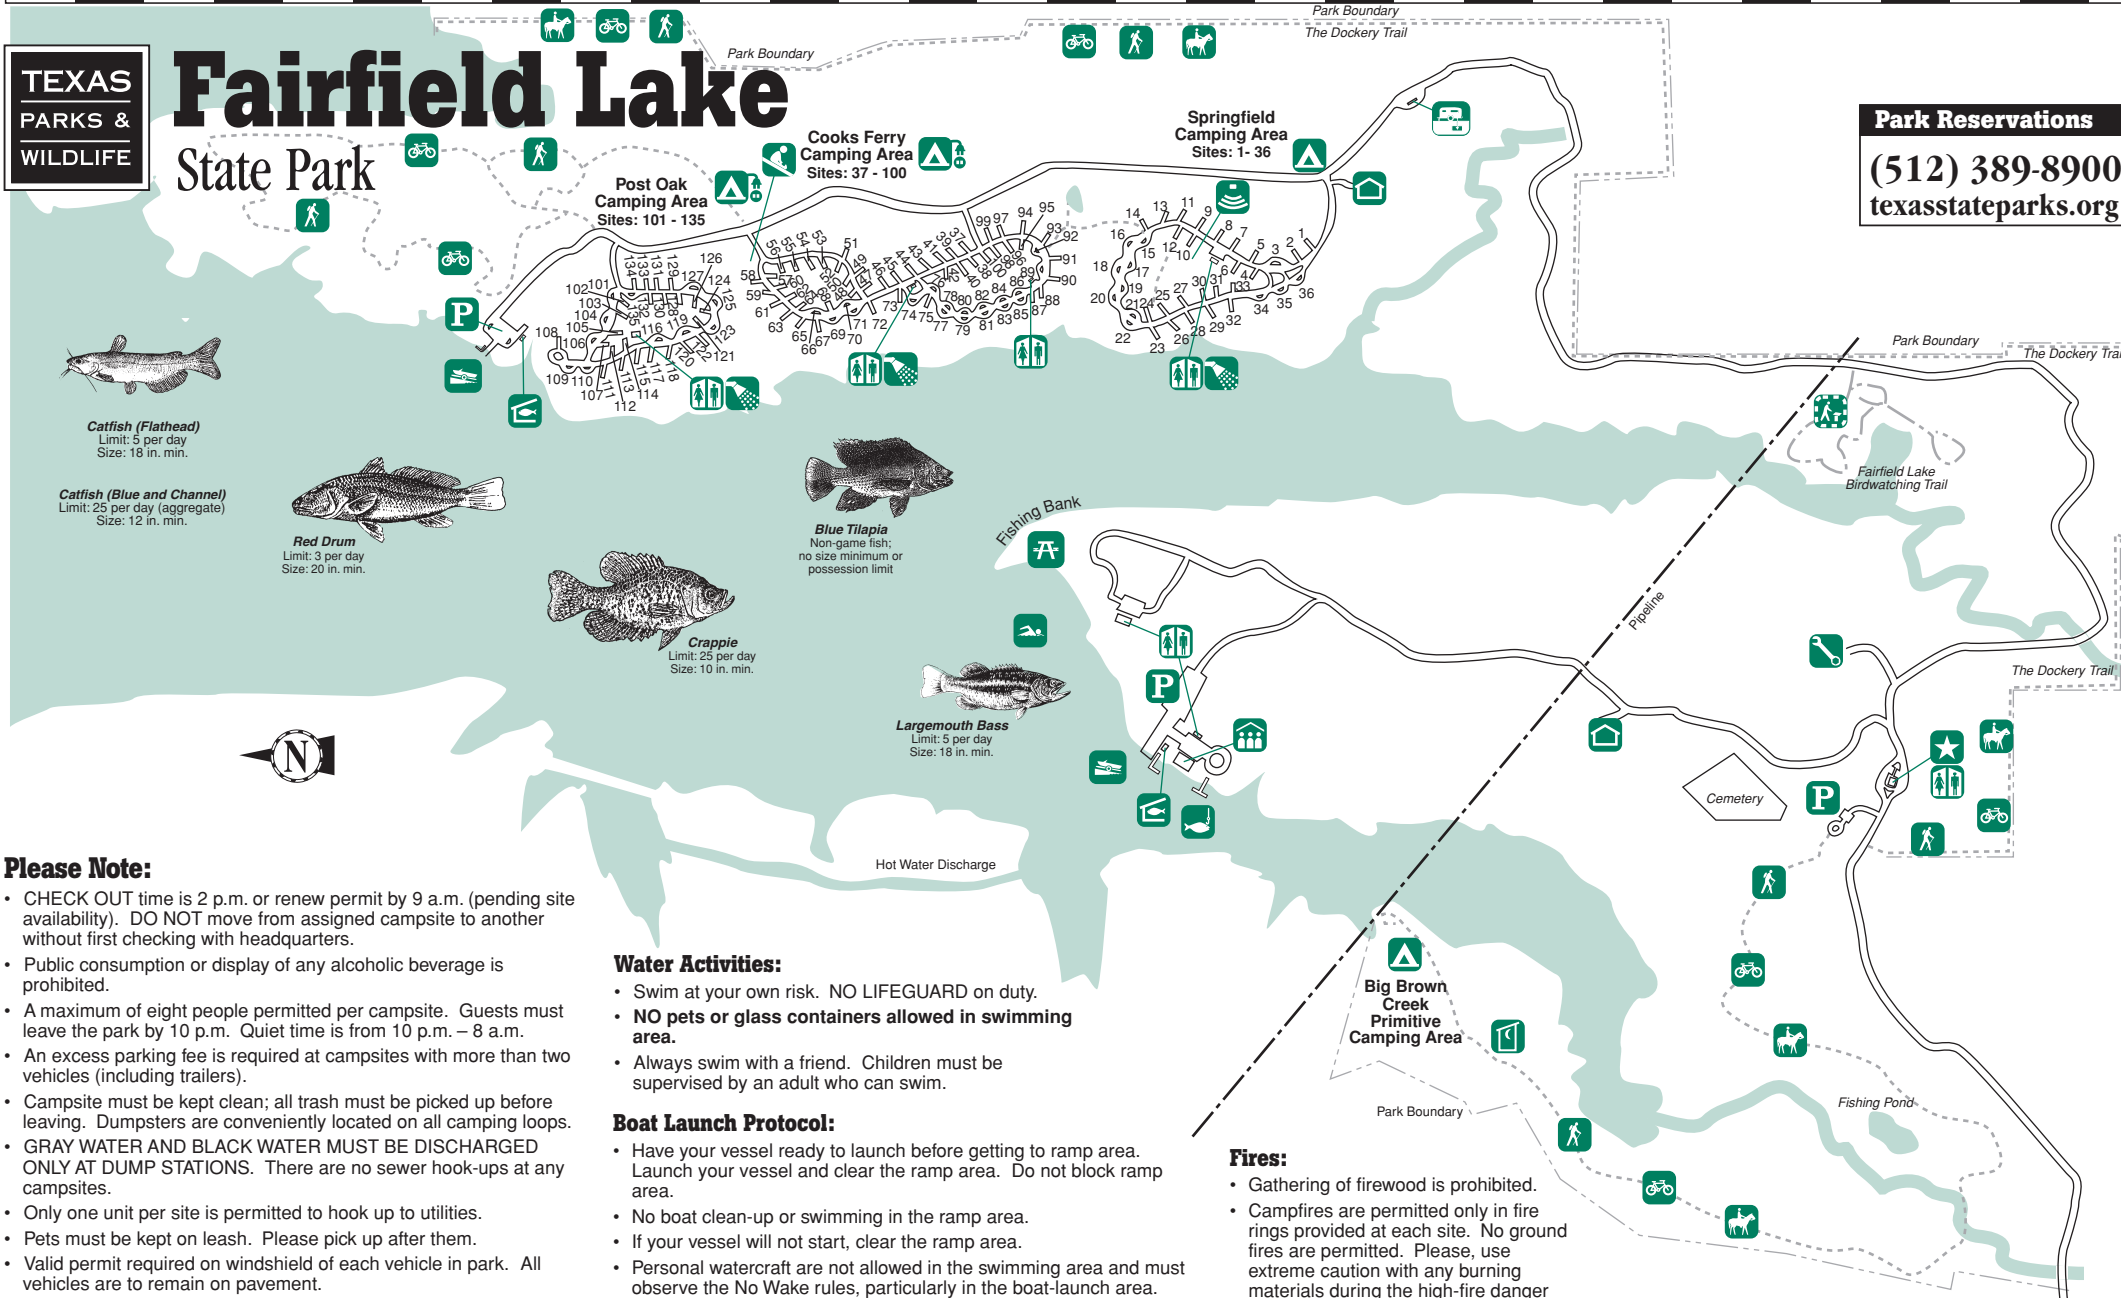 TEXAS
PARKS &
WILDLIFE
Fairfield Lake
State Park
Park Boundary
Park Boundary
The Dockery Trail
Park Reservations
(512) 389-8900
texasstateparks.org
Springfield
Camping Area
Sites: 1- 36
Cooks Ferry
Camping Area
Sites: 37 - 100
Post Oak
Camping Area
Sites: 101 - 135
P
Park Boundary
The Dockery Trai
Catfish (Flathead)
Limit: 5 per day
Size: 18 in. min.
Catfish (Blue and Channel)
Limit: 25 per day (aggregate)
Size: 12 in. min.
Red Drum
Limit: 3 per day
Size: 20 in. min.
Blue Tilapia
Non-game fish;
no size minimum or
possession limit
Crappie
Limit: 25 per day
Size: 10 in. min.
Largemouth Bass
Limit: 5 per day
Size: 18 in. min.
Fishing Bank
Fairfield Lake
Birdwatching Trail
Pipeline
The Dockery Trail
P
N
Cemetery
P
Hot Water Discharge
Big Brown
Creek
Primitive
Camping Area
Park Boundary
Fishing Pond
Please Note:
• CHECK OUT time is 2 p.m. or renew permit by 9 a.m. (pending site
availability). DO NOT move from assigned campsite to another
without first checking with headquarters.
• Public consumption or display of any alcoholic beverage is
prohibited.
• A maximum of eight people permitted per campsite. Guests must
leave the park by 10 p.m. Quiet time is from 10 p.m. – 8 a.m.
• An excess parking fee is required at campsites with more than two
vehicles (including trailers).
• Campsite must be kept clean; all trash must be picked up before
leaving. Dumpsters are conveniently located on all camping loops.
• GRAY WATER AND BLACK WATER MUST BE DISCHARGED
ONLY AT DUMP STATIONS. There are no sewer hook-ups at any
campsites.
• Only one unit per site is permitted to hook up to utilities.
• Pets must be kept on leash. Please pick up after them.
• Valid permit required on windshield of each vehicle in park. All
vehicles are to remain on pavement.
Water Activities:
• Swim at your own risk. NO LIFEGUARD on duty.
• NO pets or glass containers allowed in swimming
area.
• Always swim with a friend. Children must be
supervised by an adult who can swim.
Boat Launch Protocol:
• Have your vessel ready to launch before getting to ramp area.
Launch your vessel and clear the ramp area. Do not block ramp
area.
• No boat clean-up or swimming in the ramp area.
• If your vessel will not start, clear the ramp area.
• Personal watercraft are not allowed in the swimming area and must
observe the No Wake rules, particularly in the boat-launch area.
Fires:
• Gathering of firewood is prohibited.
• Campfires are permitted only in fire
rings provided at each site. No ground
fires are permitted. Please, use
extreme caution with any burning
materials during the high-fire danger